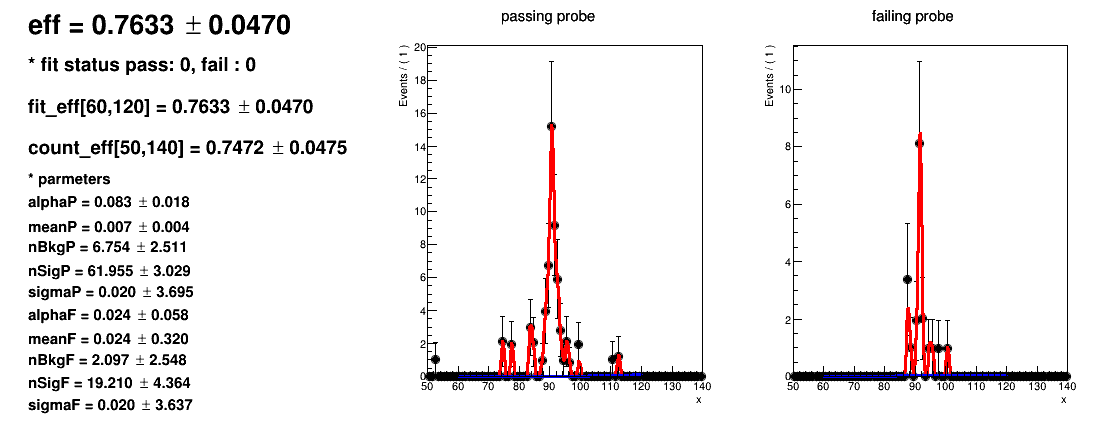 eff = 0.7633 ± 0.0470
* fit status pass: 0, fail : 0
fit_eff[60,120] = 0.7633 ± 0.0470
count_eff[50,140] = 0.7472 ± 0.0475
* parmeters
alphaP = 0.083 ± 0.018
meanP = 0.007 ± 0.004
nBkgP = 6.754 ± 2.511
nSigP = 61.955 ± 3.029
sigmaP = 0.020 ± 3.695
alphaF = 0.024 ± 0.058
meanF = 0.024 ± 0.320
nBkgF = 2.097 ± 2.548
nSigF = 19.210 ± 4.364
sigmaF = 0.020 ± 3.637
passing probe
Events / ( 1 )
20
18
16
14
12
10
8
6
4
2
0
50 60 70 80 90 100 110 120 130 140
x
failing probe
Events / ( 1 )
10
8
6
4
2
0
50 60 70 80 90 100 110 120 130 140
x